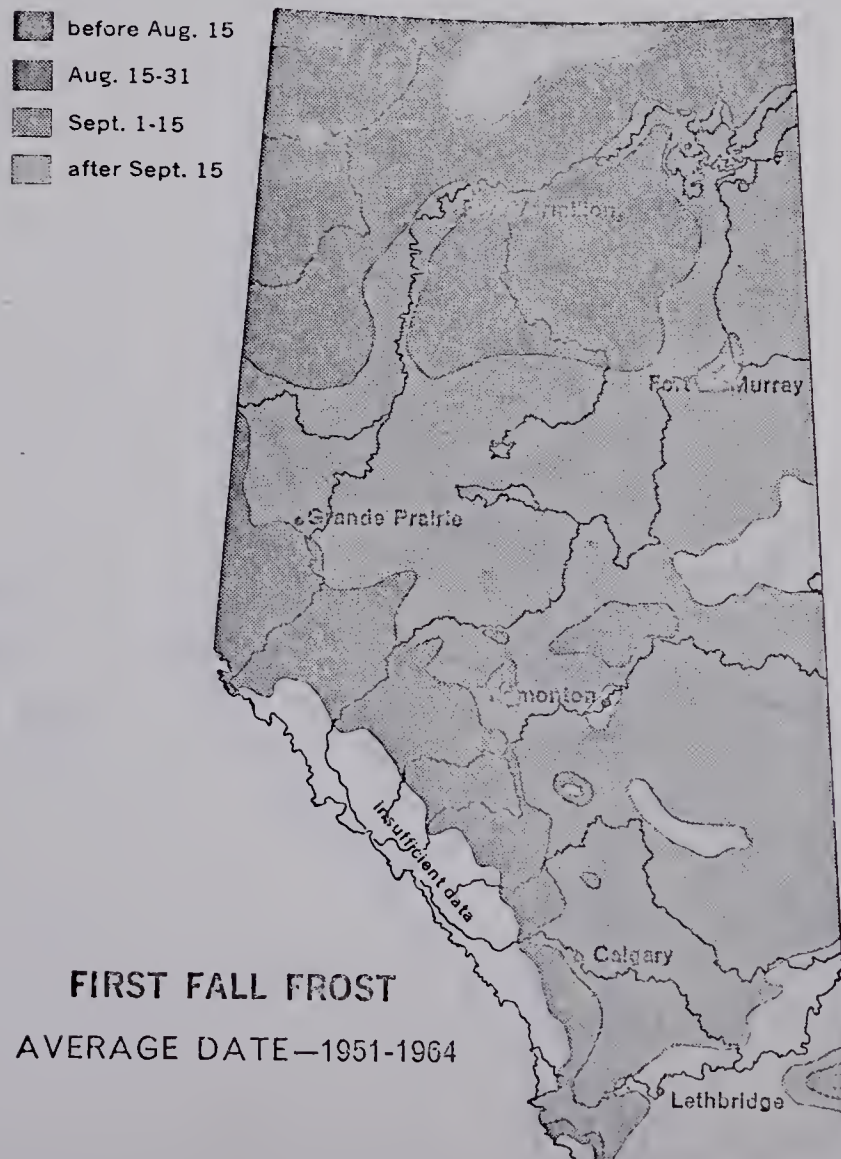 before Aug. 15
Aug. 15-31
Sept. 1-15
after Sept. 15
Murray
Grande Prairie
Insufficient data
Calgary
FIRST FALL FROST
AVERAGE DATE—1951-1964
Lethbridge